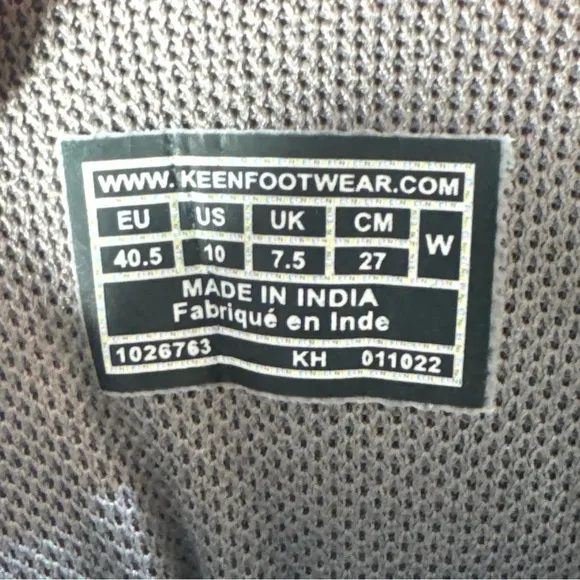 WWW.KEENFOOTWEAR.COM
EU US UK CM W
40.5 10 7.5 27
MADE IN INDIA
Fabriqué en Inde
1026763 KH 011022